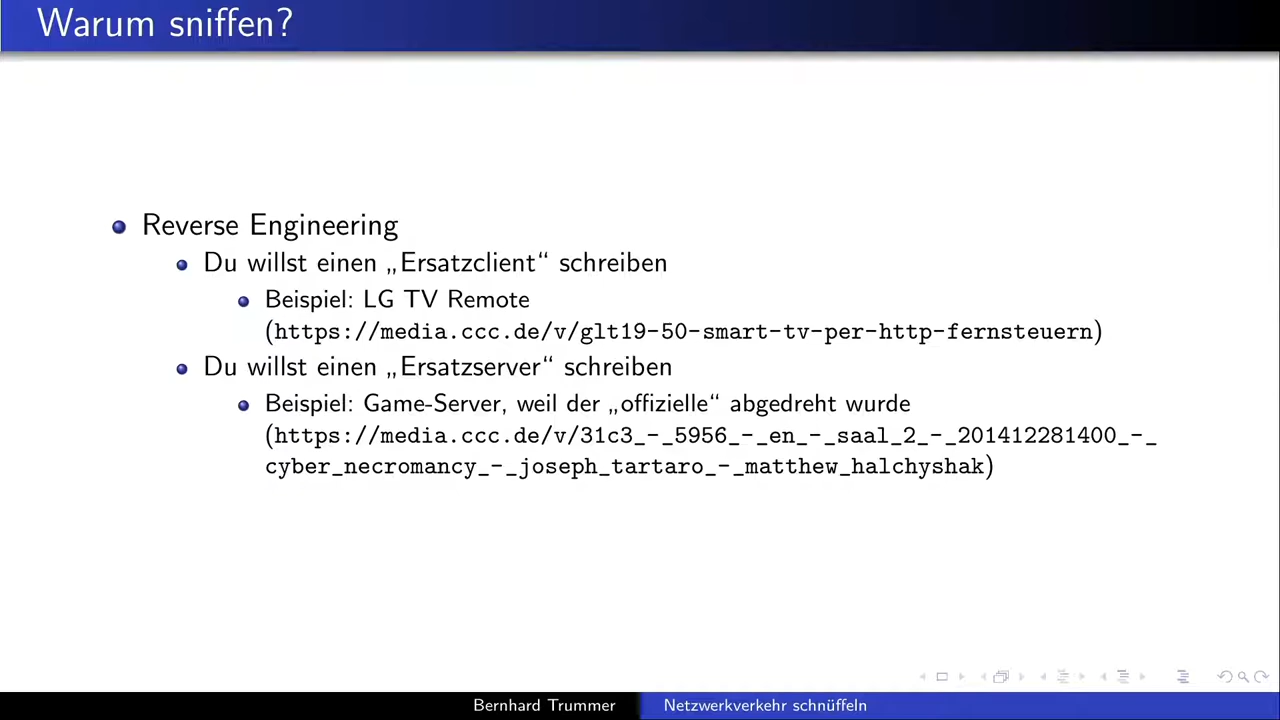 Warum sniffen?
Reverse Engineering
Du willst einen „Ersatzclient“ schreiben
Beispiel: LG TV Remote
(https://media.ccc.de/v/glt19-50-smart-tv-per-http-fernsteuern)
Du willst einen „Ersatzserver“ schreiben
Beispiel: Game-Server, weil der „offizielle“ abgedreht wurde
(https://media.ccc.de/v/31c3_-_5956_-_en_-_saal_2_-_201412281400_-_
cyber_necromancy_-_joseph_tartaro_-_matthew_halchyshak)
Bernhard Trummer
Netzwerkverkehr schnüffeln